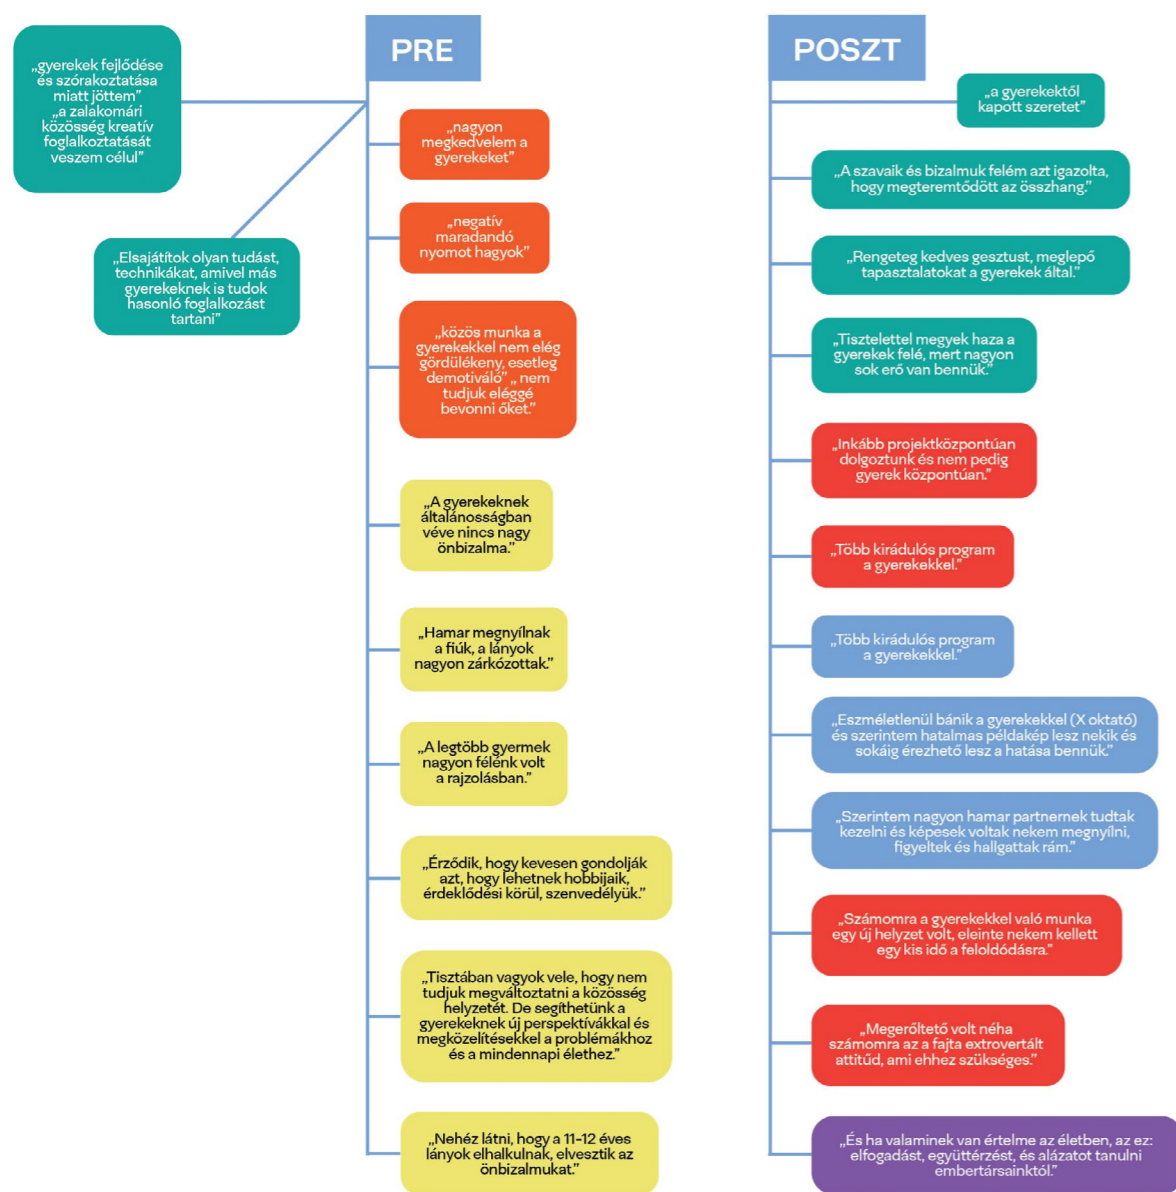 PRE
„gyerekek fejlődése
és szórakoztatása
miatt jöttem”
„a zalakomári
közösség kreatív
foglalkoztatását
veszem célul”
„Elsajátítok olyan tudást,
technikákat, amivel más
gyerekeknek is tudok
hasonló foglalkozást
tartani”
„nagyon
megkedvelem a
gyerekeket”
„negatív
maradandó
nyomot hagyok”
„közös munka a
gyerekekkel nem elég
gördülékeny, esetleg
demotiváló” „ nem
tudjuk eléggé
bevonni őket.”
„A gyerekeknek
általánosságban
véve nincs nagy
önbizalma.”
„Hamar megnyílnak
a fiúk, a lányok
nagyon zárkózottak.”
„A legtöbb gyermek
nagyon félénk volt
a rajzolásban.”
„Érződik, hogy kevesen gondolják
azt, hogy lehetnek hobbijaik,
érdeklődési körül, szenvedélyük.”
„Tisztában vagyok vele, hogy nem
tudjuk megváltoztatni a közösség
helyzetét. De segíthetünk a
gyerekeknek új perspektívákkal és
megközelítésekkel a problémákhoz
és a mindennapi élethez.”
„Nehéz látni, hogy a 11-12 éves
lányok elhalkulnak, elvesztik az
önbizalmukat.”
POSZT
„a gyerekektől
kapott szeretet”
„A szavaik és bizalmuk felém azt igazolta,
hogy megteremtődött az összhang.”
„Rengeteg kedves gesztust, meglepő
tapasztalatokat a gyerekek által.”
„Tisztelettel megyek haza a
gyerekek felé, mert nagyon
sok erő van bennük.”
„Inkább projektközpontúan
dolgoztunk és nem pedig
gyerek központúan.”
„Több kirádulós program
a gyerekekkel.”
„Több kirádulós program
a gyerekekkel.”
„Eszméletlenül bánik a gyerekekkel (X oktató)
és szerintem hatalmas példakép lesz nekik és
sokáig érezhető lesz a hatása bennük.”
„Szerintem nagyon hamar partnernek tudtak
kezelni és képesek voltak nekem megnyílni,
figyeltek és hallgattak rám.”
„Számomra a gyerekekkel való munka
egy új helyzet volt, eleinte nekem kellett
egy kis idő a feloldódásra.”
„Megerőltető volt néha
számomra az a fajta extrovertált
attitűd, ami ehhez szükséges.”
„És ha valaminek van értelme az életben, az ez:
elfogadást, együttérzést, és alázatot tanulni
embertársainktól.”